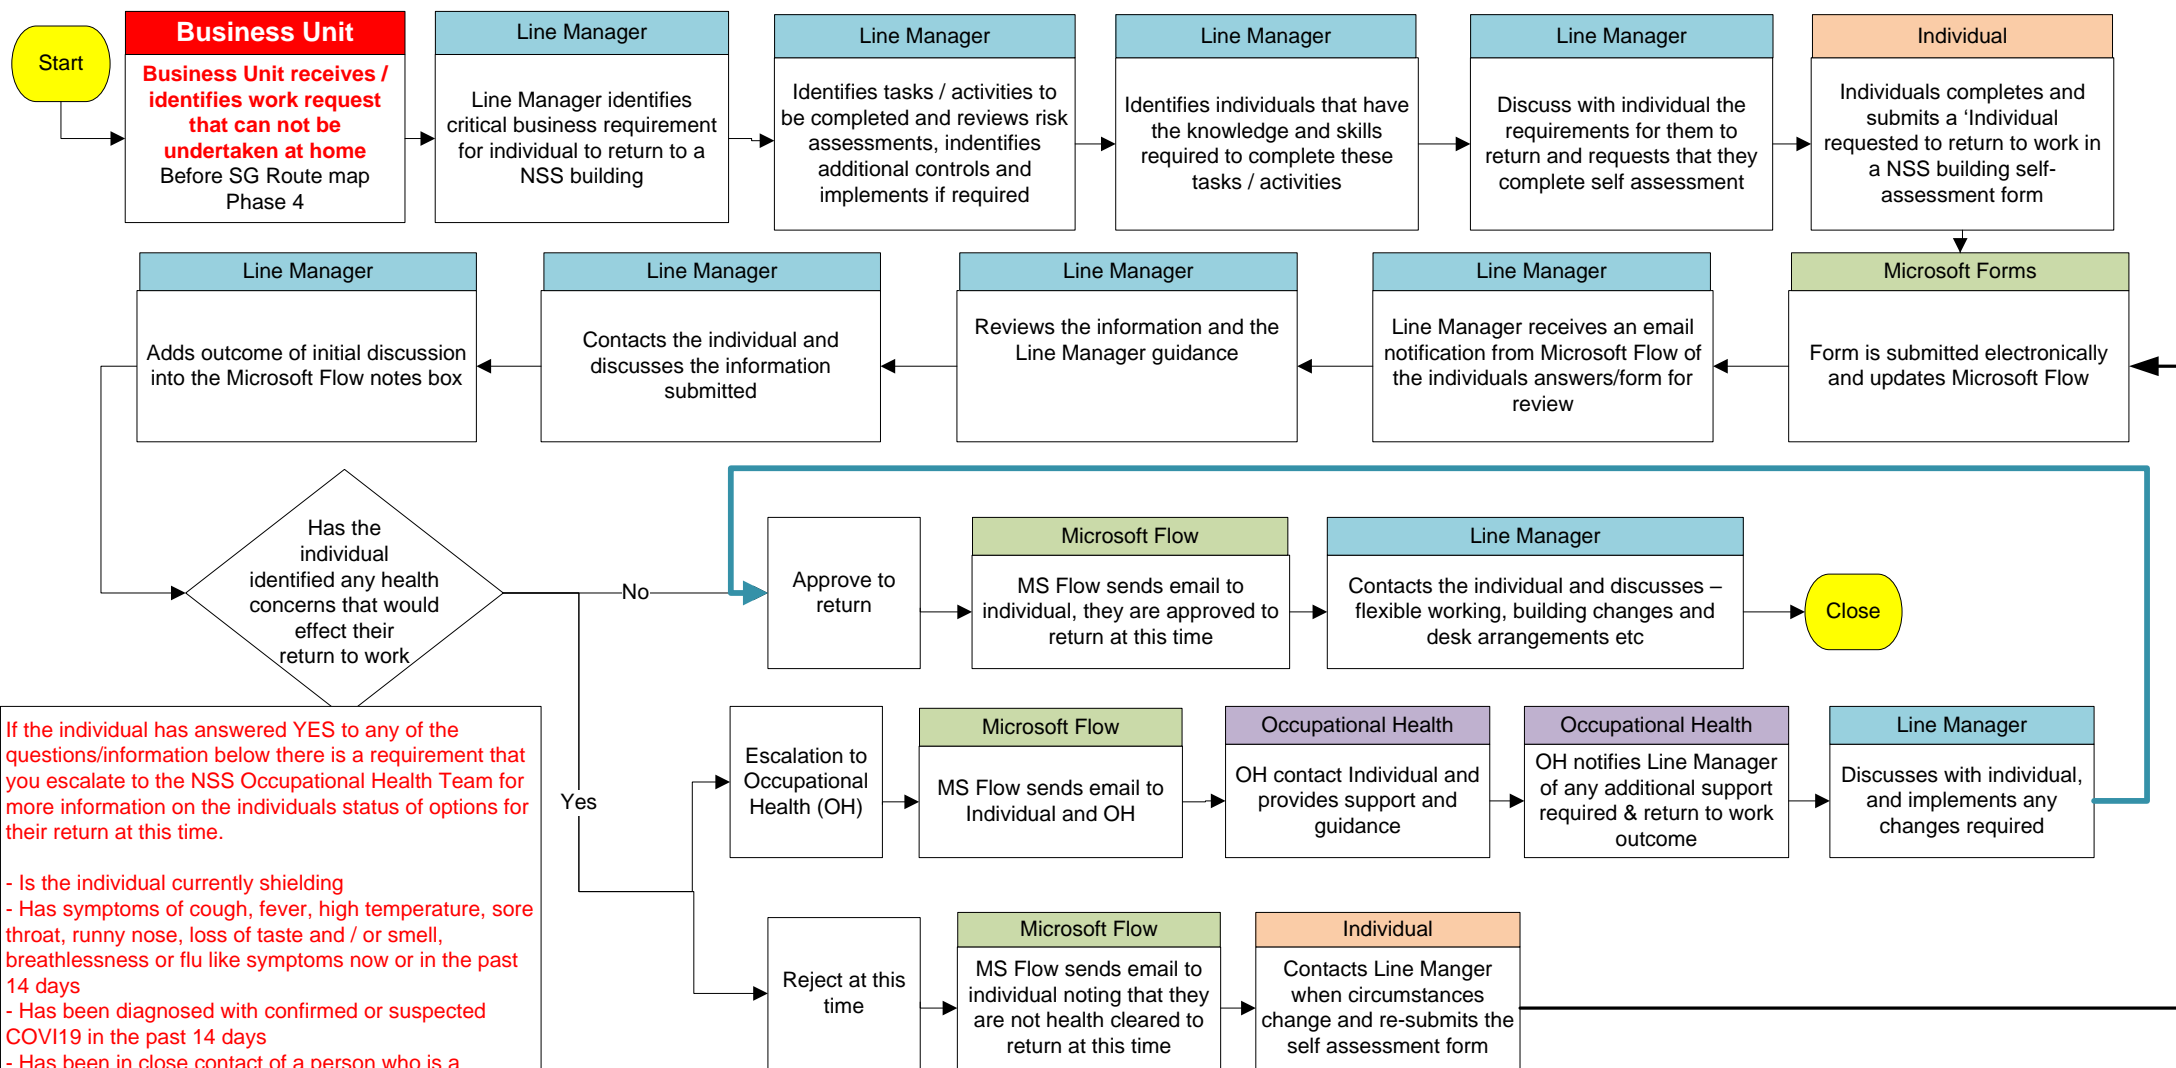 Start
Business Unit
Business Unit receives /
identifies work request
that can not be
undertaken at home
Before SG Route map
Phase 4
Line Manager
Line Manager identifies
critical business requirement
for individual to return to a
NSS building
Line Manager
Identifies tasks / activities to
be completed and reviews risk
assessments, indentifies
additional controls and
implements if required
Line Manager
Identifies individuals that have
the knowledge and skills
required to complete these
tasks / activities
Line Manager
Discuss with individual the
requirements for them to
return and requests that they
complete self assessment
Individual
Individuals completes and
submits a ‘Individual
requested to return to work in
a NSS building self-
assessment form
Microsoft Forms
Form is submitted electronically
and updates Microsoft Flow
Line Manager
Line Manager receives an email
notification from Microsoft Flow of
the individuals answers/form for
review
Line Manager
Reviews the information and the
Line Manager guidance
Line Manager
Contacts the individual and
discusses the information
submitted
Line Manager
Adds outcome of initial discussion
into the Microsoft Flow notes box
Has the
individual
identified any health
concerns that would
effect their
return to work
No
Approve to
return
Microsoft Flow
MS Flow sends email to
individual, they are approved to
return at this time
Line Manager
Contacts the individual and discusses –
flexible working, building changes and
desk arrangements etc
Close
Yes
Escalation to
Occupational
Health (OH)
Microsoft Flow
MS Flow sends email to
Individual and OH
Occupational Health
OH contact Individual and
provides support and
guidance
Occupational Health
OH notifies Line Manager
of any additional support
required & return to work
outcome
Line Manager
Discusses with individual,
and implements any
changes required
Reject at this
time
Microsoft Flow
MS Flow sends email to
individual noting that they
are not health cleared to
return at this time
Individual
Contacts Line Manger
when circumstances
change and re-submits the
self assessment form
If the individual has answered YES to any of the
questions/information below there is a requirement that
you escalate to the NSS Occupational Health Team for
more information on the individuals status of options for
their return at this time.
- Is the individual currently shielding
- Has symptoms of cough, fever, high temperature, sore
throat, runny nose, loss of taste and / or smell,
breathlessness or flu like symptoms now or in the past
14 days
- Has been diagnosed with confirmed or suspected
COVI19 in the past 14 days
- Has been in close contact of a person who is a